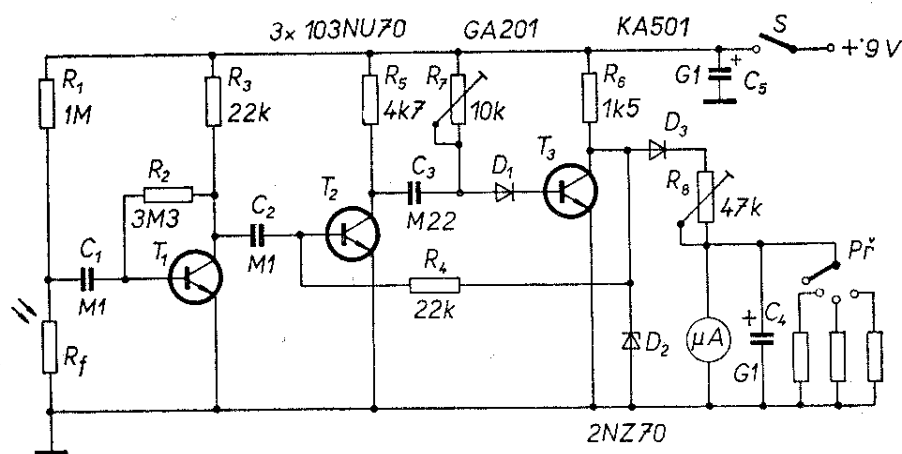 3x 103NU70 GA201 KA501
S
+9V
R1
1M
R3
22k
R5
4k7
R7
10k
R6
1k5
G1
+
C5
D3
R2
3M3
C1
M1
T1
C2
M1
T2
C3
M22
D1
T3
R8
47k
R4
22k
Př
Rf
D2
µA
+
C4
G1
2NZ70